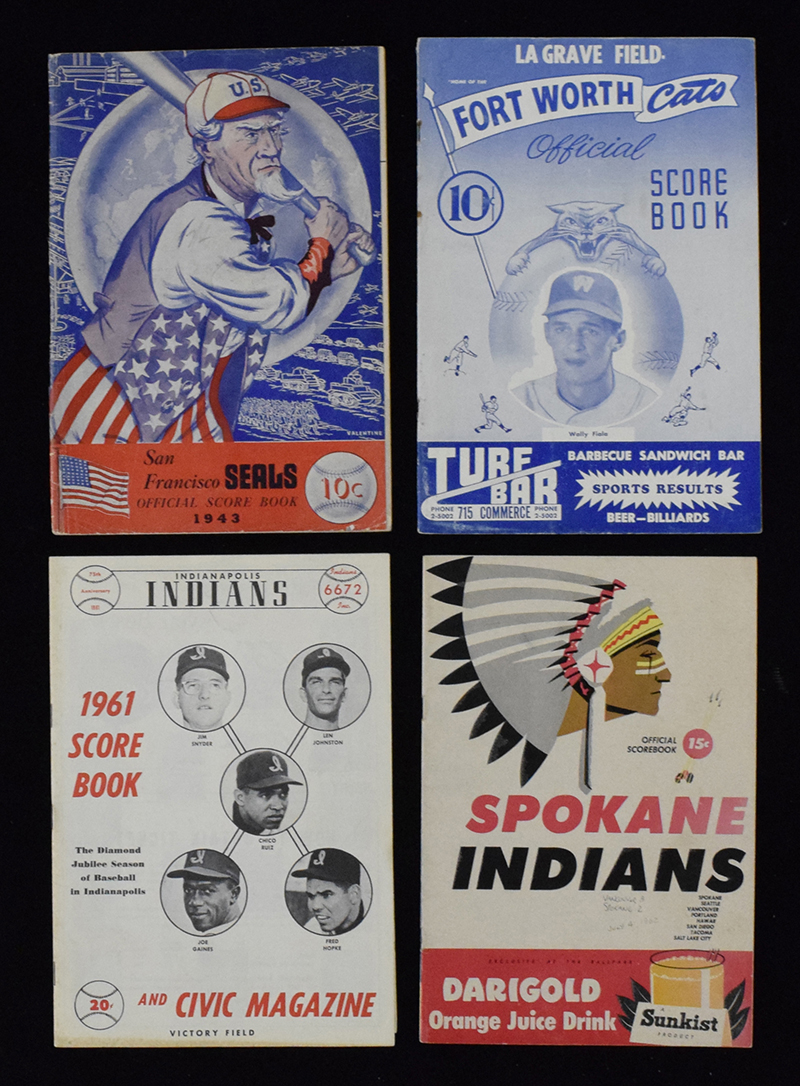 U.S.
VALENTINE
San
Francisco SEALS
OFFICIAL SCORE BOOK
1943
10¢
LA GRAVE FIELD
"HOME OF THE
FORT WORTH Cats
Official
SCORE
BOOK
10¢
Wally Fiala
TURF
BAR
PHONE
2-5002
715 COMMERCE
PHONE
2-5002
BARBECUE SANDWICH BAR
SPORTS RESULTS
BEER—BILLIARDS
75th
Anniversary
INDIANAPOLIS
INDIANS
Indians
6672
Inc.
1961
SCORE
BOOK
JIM
SNYDER
LEN
JOHNSTON
CHICO
RUIZ
JOE
GAINES
FRED
HOPKE
The Diamond
Jubilee Season
of Baseball
in Indianapolis
20¢
AND CIVIC MAGAZINE
VICTORY FIELD
OFFICIAL
SCOREBOOK
15¢
SPOKANE
INDIANS
SPOKANE
SEATTLE
VANCOUVER
PORTLAND
HAWAII
SAN DIEGO
TACOMA
SALT LAKE CITY
EXCLUSIVE AT THE BALLPARK
DARIGOLD
Orange Juice Drink
A
Sunkist
PRODUCT